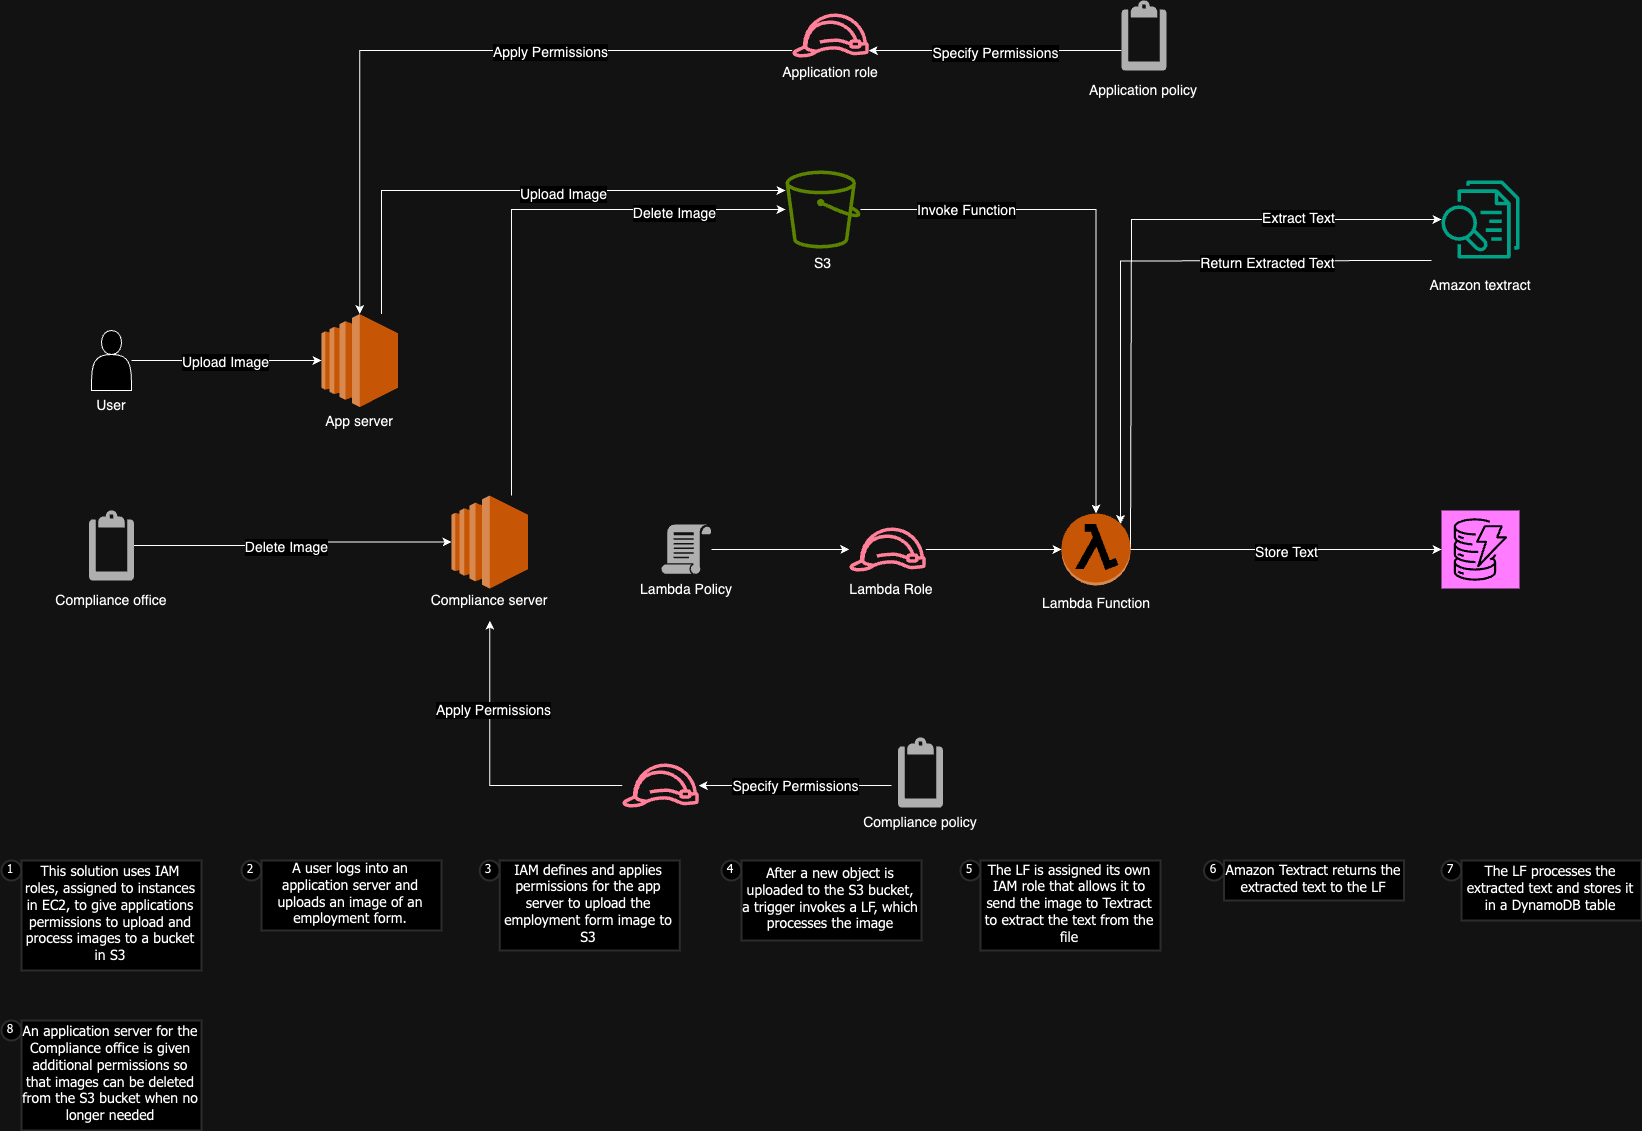 Apply Permissions
Specify Permissions
Application role
Application policy
Upload Image
Delete Image
Invoke Function
Extract Text
Return Extracted Text
S3
Amazon textract
Upload Image
User
App server
Delete Image
Compliance office
Compliance server
Lambda Policy
Lambda Role
Lambda Function
Store Text
Apply Permissions
Specify Permissions
Compliance policy
1
This solution uses IAM
roles, assigned to instances
in EC2, to give applications
permissions to upload and
process images to a bucket
in S3
2
A user logs into an
application server and
uploads an image of an
employment form.
3
IAM defines and applies
permissions for the app
server to upload the
employment form image to
S3
4
After a new object is
uploaded to the S3 bucket,
a trigger invokes a LF, which
processes the image
5
The LF is assigned its own
IAM role that allows it to
send the image to Textract
to extract the text from the
file
6
Amazon Textract returns the
extracted text to the LF
7
The LF processes the
extracted text and stores it
in a DynamoDB table
8
An application server for the
Compliance office is given
additional permissions so
that images can be deleted
from the S3 bucket when no
longer needed